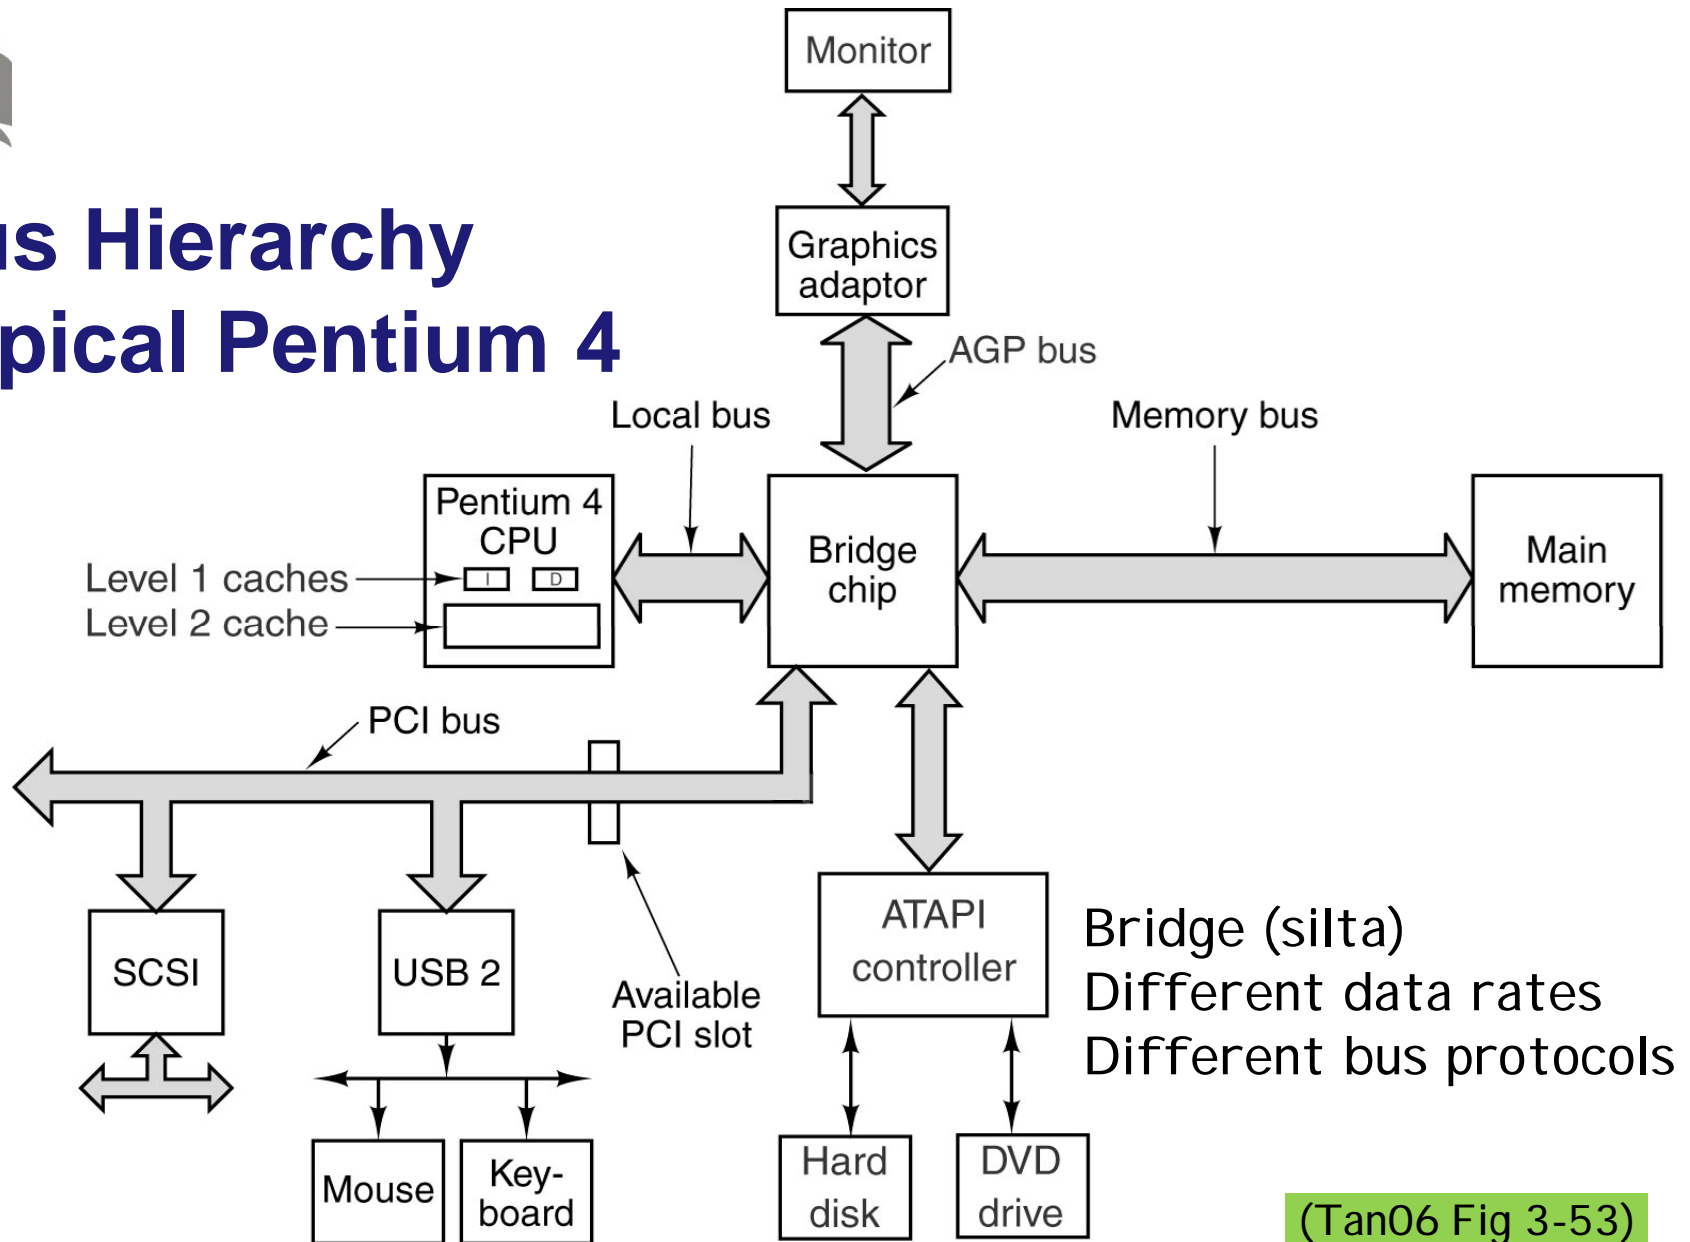 Monitor
us Hierarchy
pical Pentium 4
Graphics
adaptor
AGP bus
Local bus
Memory bus
Pentium 4
CPU
I
D
Level 1 caches
Level 2 cache
Bridge
chip
Main
memory
PCI bus
SCSI
USB 2
Available
PCI slot
ATAPI
controller
Bridge (silta)
Different data rates
Different bus protocols
Mouse
Key-
board
Hard
disk
DVD
drive
(Tan06 Fig 3-53)